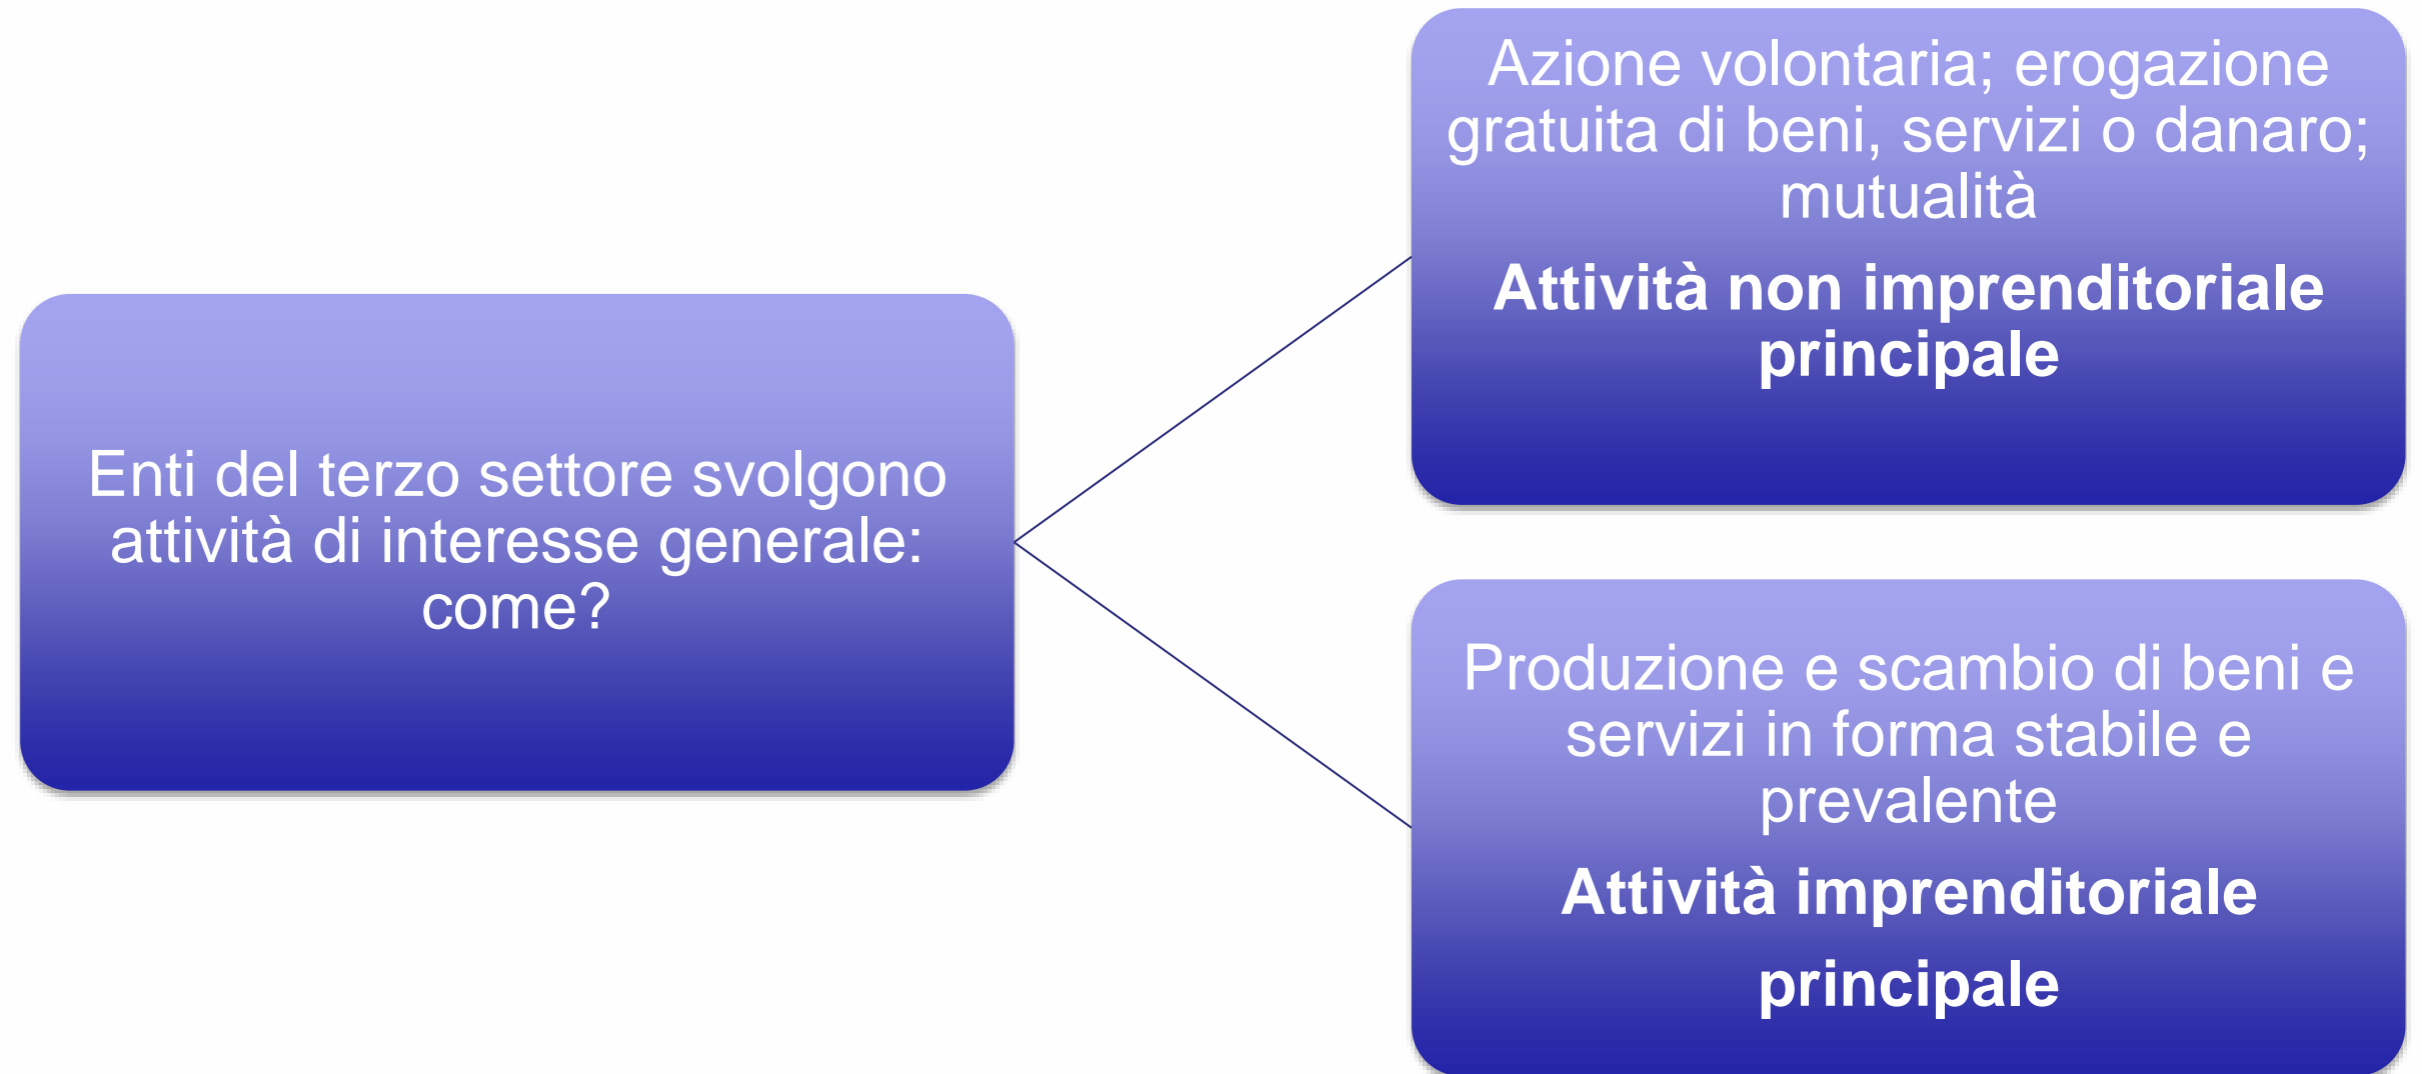 Enti del terzo settore svolgono
attività di interesse generale:
come?
Azione volontaria; erogazione
gratuita di beni, servizi o danaro;
mutualità
Attività non imprenditoriale
principale
Produzione e scambio di beni e
servizi in forma stabile e
prevalente
Attività imprenditoriale
principale